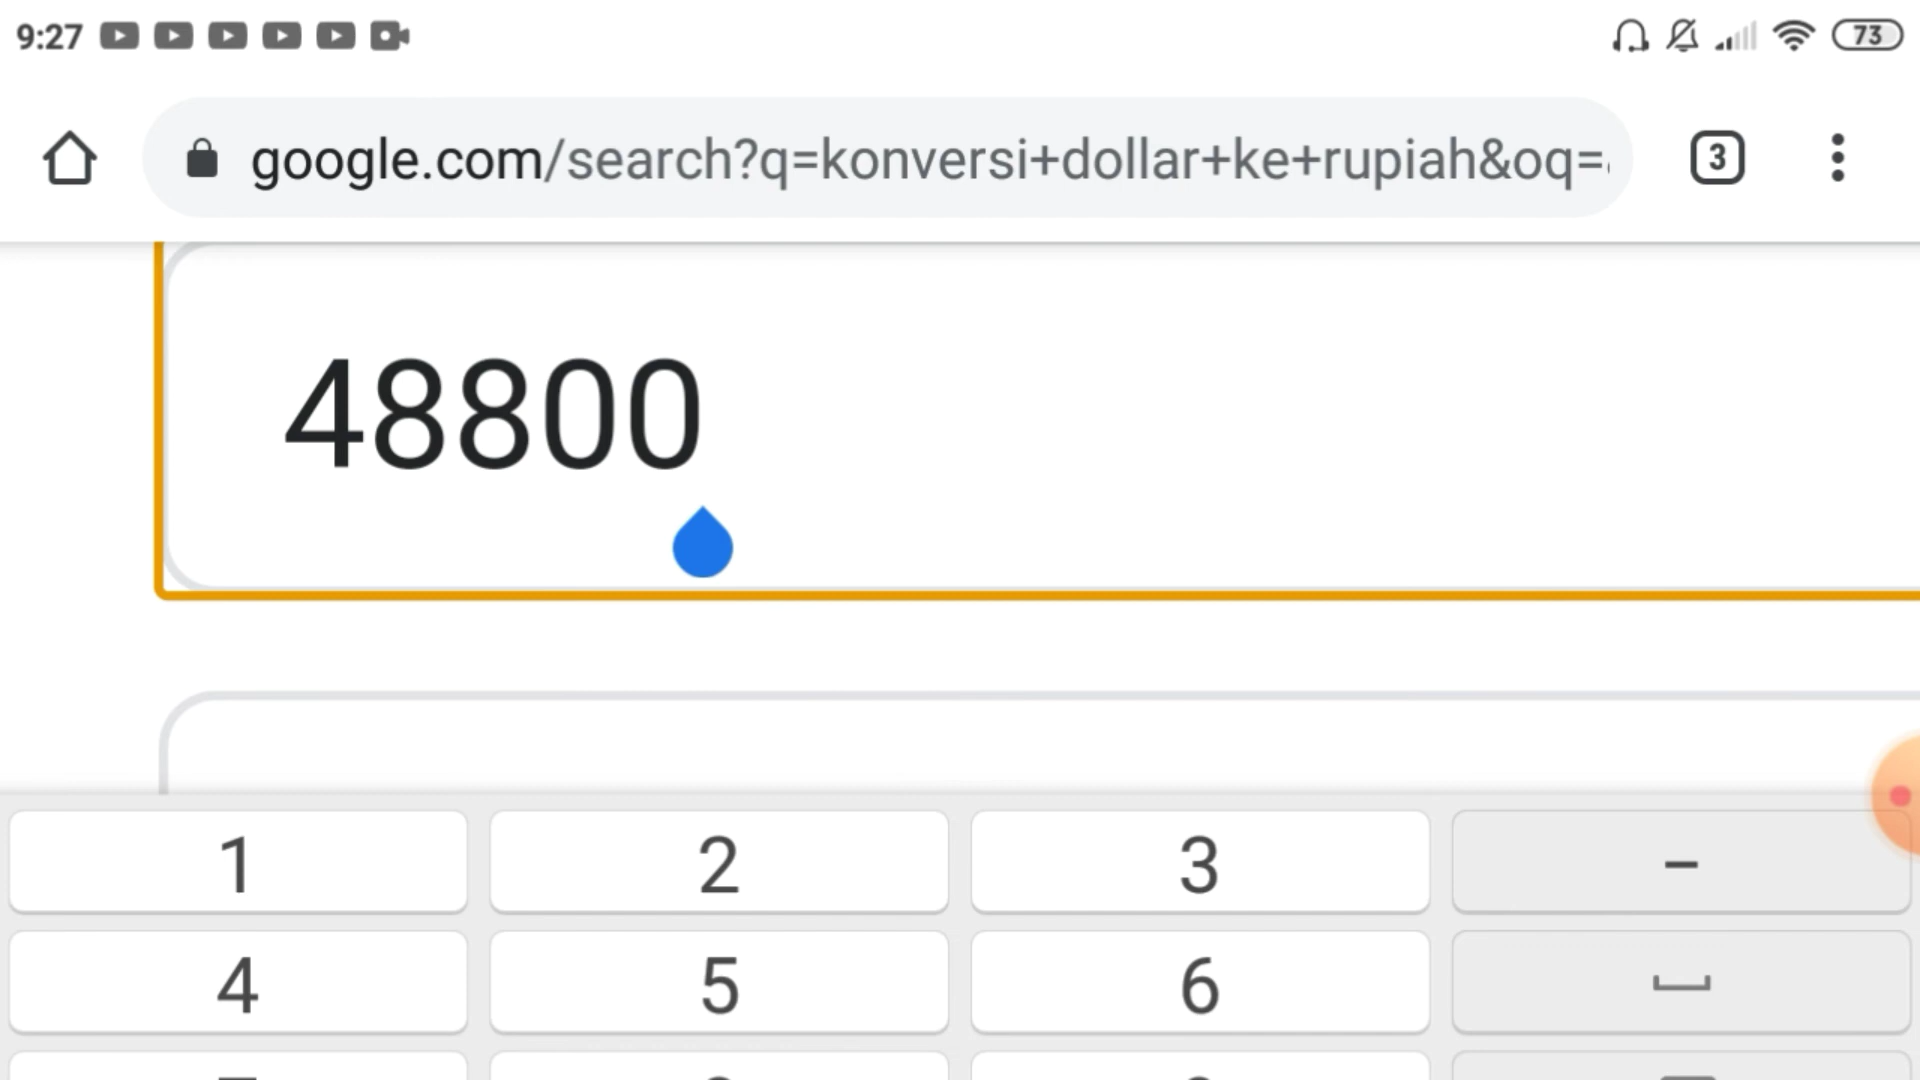 9:27
73
google.com/search?q=konversi+dollar+ke+rupiah&oq=
3
48800
1 2 3 –
4 5 6